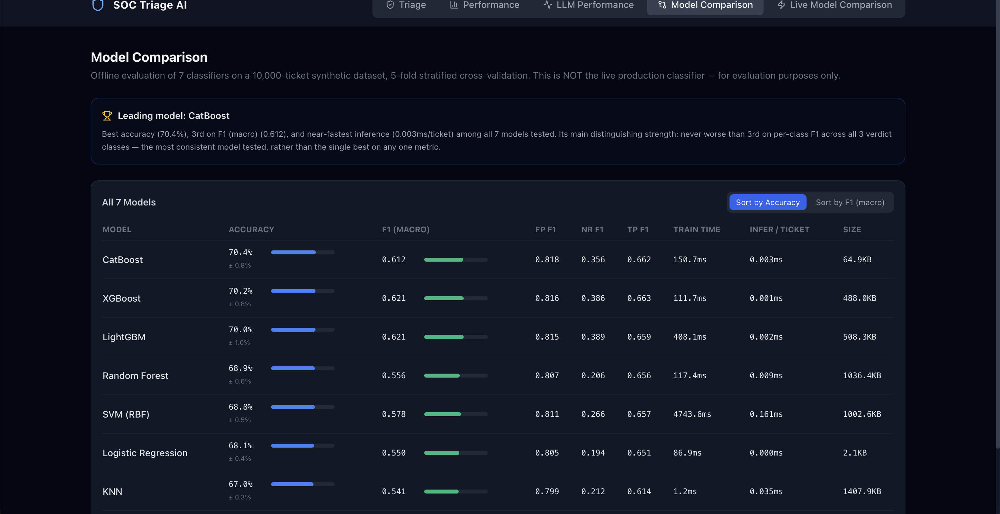 SOC Triage AI
Triage
Performance
LLM Performance
Model Comparison
Live Model Comparison
Model Comparison
Offline evaluation of 7 classifiers on a 10,000-ticket synthetic dataset, 5-fold stratified cross-validation. This is NOT the live production classifier — for evaluation purposes only.
Leading model: CatBoost
Best accuracy (70.4%), 3rd on F1 (macro) (0.612), and near-fastest inference (0.003ms/ticket) among all 7 models tested. Its main distinguishing strength: never worse than 3rd on per-class F1 across all 3 verdict
classes — the most consistent model tested, rather than the single best on any one metric.
All 7 Models
Sort by Accuracy
Sort by F1 (macro)
MODEL ACCURACY F1 (MACRO) FP F1 NR F1 TP F1 TRAIN TIME INFER / TICKET SIZE
CatBoost 70.4% ± 0.8% 0.612 0.818 0.356 0.662 150.7ms 0.003ms 64.9KB
XGBoost 70.2% ± 0.8% 0.621 0.816 0.386 0.663 111.7ms 0.001ms 488.0KB
LightGBM 70.0% ± 1.0% 0.621 0.815 0.389 0.659 408.1ms 0.002ms 508.3KB
Random Forest 68.9% ± 0.6% 0.556 0.807 0.206 0.656 117.4ms 0.009ms 1036.4KB
SVM (RBF) 68.8% ± 0.5% 0.578 0.811 0.266 0.657 4743.6ms 0.161ms 1002.6KB
Logistic Regression 68.1% ± 0.4% 0.550 0.805 0.194 0.651 86.9ms 0.000ms 2.1KB
KNN 67.0% ± 0.3% 0.541 0.799 0.212 0.614 1.2ms 0.035ms 1407.9KB